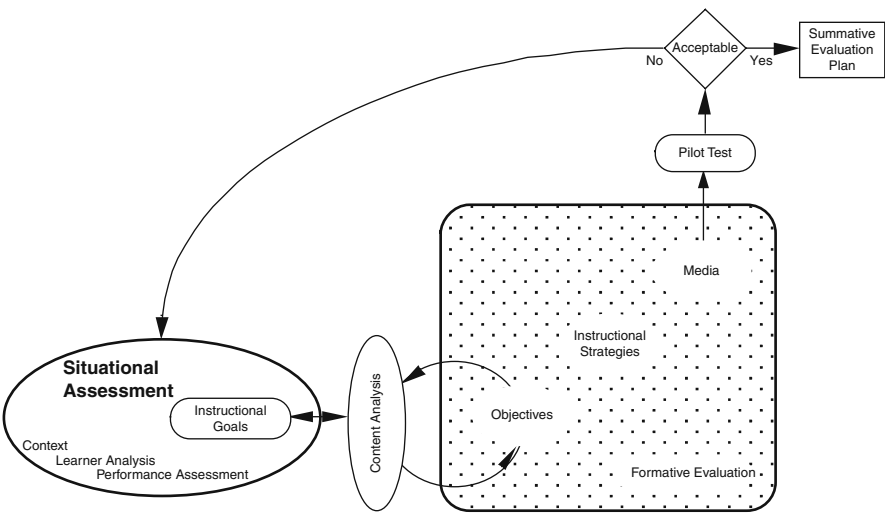 Acceptable
No
Yes
Summative
Evaluation
Plan
Pilot Test
Media
Instructional
Strategies
Situational
Assessment
Instructional
Goals
Content Analysis
Objectives
Context
Learner Analysis
Performance Assessment
Formative Evaluation